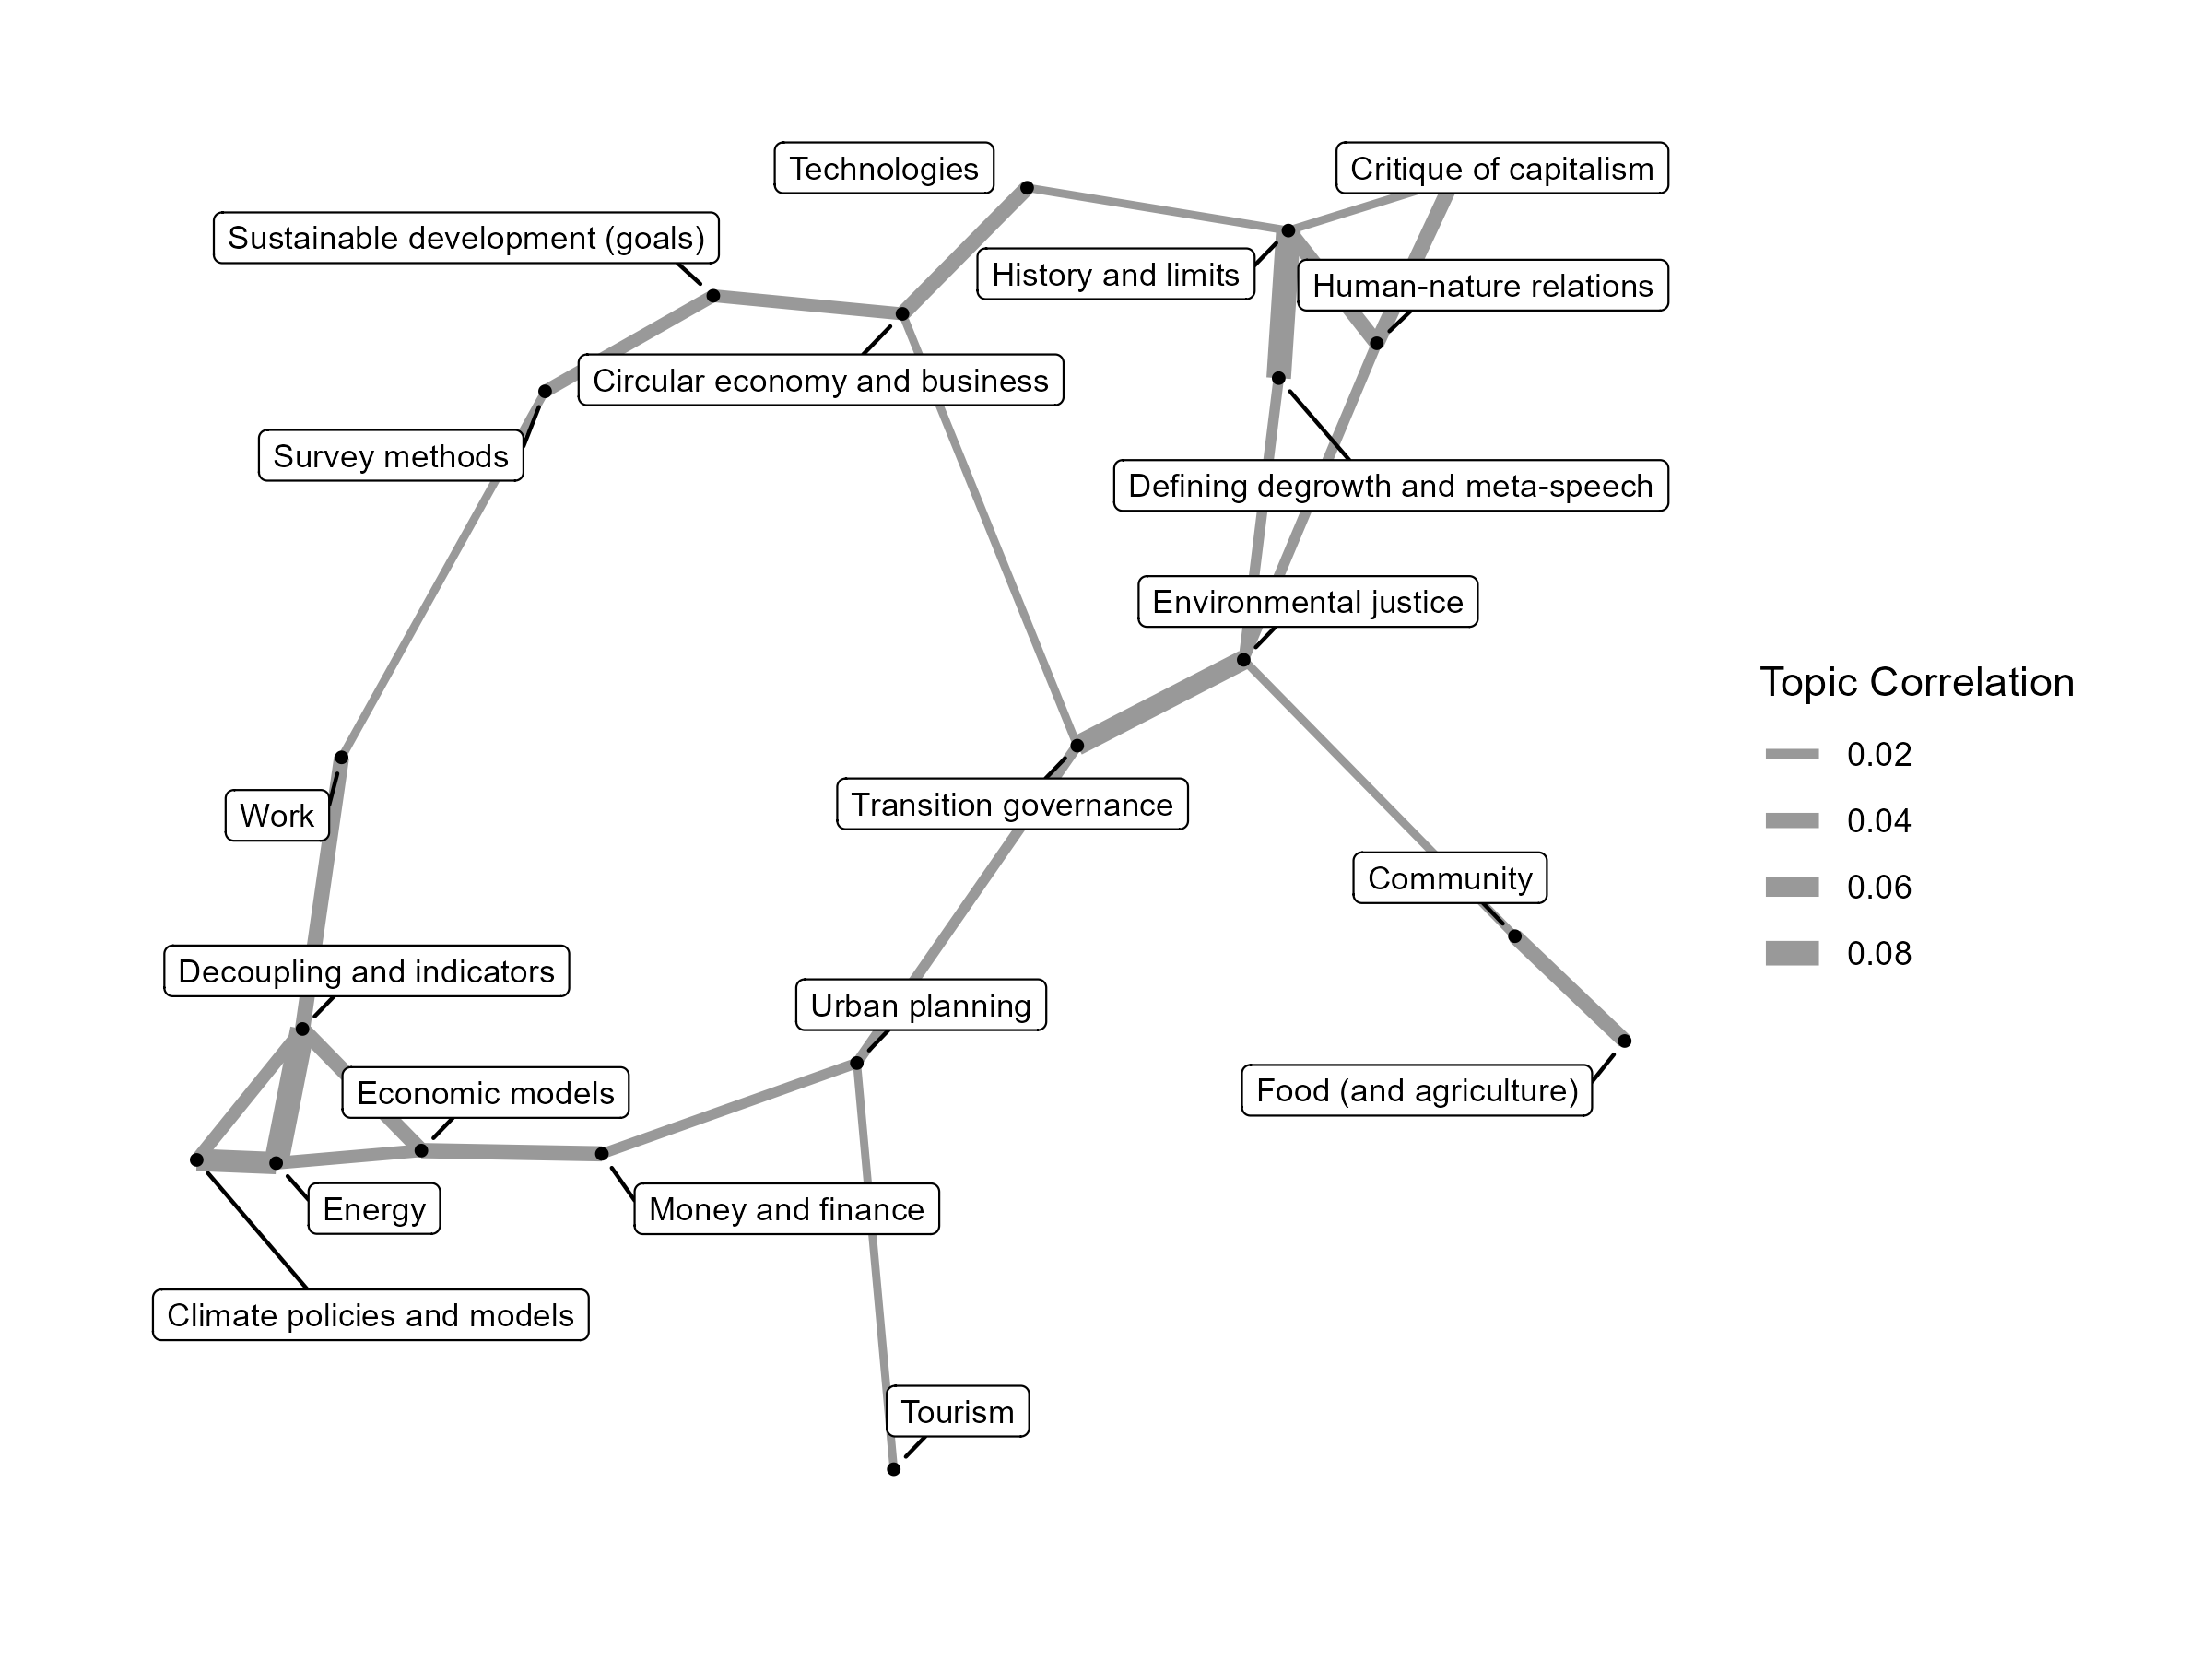 Technologies
Critique of capitalism
Sustainable development (goals)
History and limits
Human-nature relations
Circular economy and business
Survey methods
Defining degrowth and meta-speech
Environmental justice
Topic Correlation
0.02
0.04
0.06
0.08
Transition governance
Work
Community
Decoupling and indicators
Urban planning
Economic models
Food (and agriculture)
Energy
Money and finance
Climate policies and models
Tourism